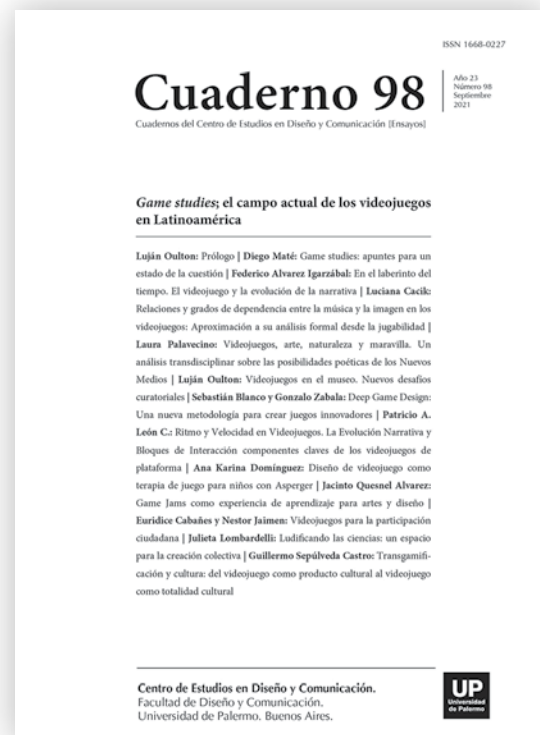 ISSN 1668-0227
Cuaderno 98
Cuadernos del Centro de Estudios en Diseño y Comunicación [Ensayos]
Año 23
Número 98
Septiembre
2021
Game studies; el campo actual de los videojuegos
en Latinoamérica
Luján Oulton: Prólogo | Diego Maté: Game studies: apuntes para un
estado de la cuestión | Federico Alvarez Igarzábal: En el laberinto del
tiempo. El videojuego y la evolución de la narrativa | Luciana Cacik:
Relaciones y grados de dependencia entre la música y la imagen en los
videojuegos: Aproximación a su análisis formal desde la jugabilidad |
Laura Palavecino: Videojuegos, arte, naturaleza y maravilla. Un
análisis transdisciplinar sobre las posibilidades poéticas de los Nuevos
Medios | Luján Oulton: Videojuegos en el museo. Nuevos desafíos
curatoriales | Sebastián Blanco y Gonzalo Zabala: Deep Game Design:
Una nueva metodología para crear juegos innovadores | Patricio A.
León C.: Ritmo y Velocidad en Videojuegos. La Evolución Narrativa y
Bloques de Interacción componentes claves de los videojuegos de
plataforma | Ana Karina Domínguez: Diseño de videojuego como
terapia de juego para niños con Asperger | Jacinto Quesnel Alvarez:
Game Jams como experiencia de aprendizaje para artes y diseño |
Euridice Cabañes y Nestor Jaimen: Videojuegos para la participación
ciudadana | Julieta Lombardelli: Ludificando las ciencias: un espacio
para la creación colectiva | Guillermo Sepúlveda Castro: Transgamifi-
cación y cultura: del videojuego como producto cultural al videojuego
como totalidad cultural
Centro de Estudios en Diseño y Comunicación.
Facultad de Diseño y Comunicación.
Universidad de Palermo. Buenos Aires.
UP
Universidad
de Palermo